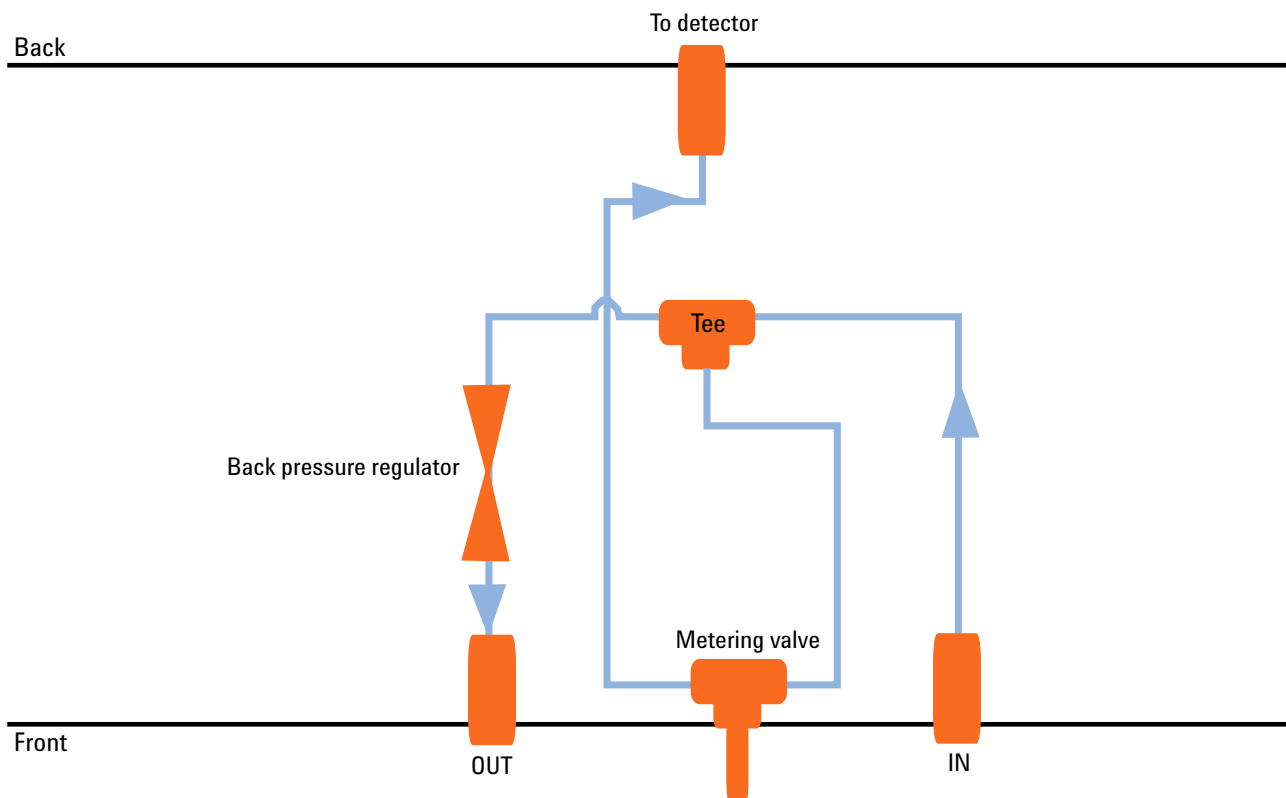 To detector
Back
Tee
Back pressure regulator
Metering valve
Front
OUT
IN